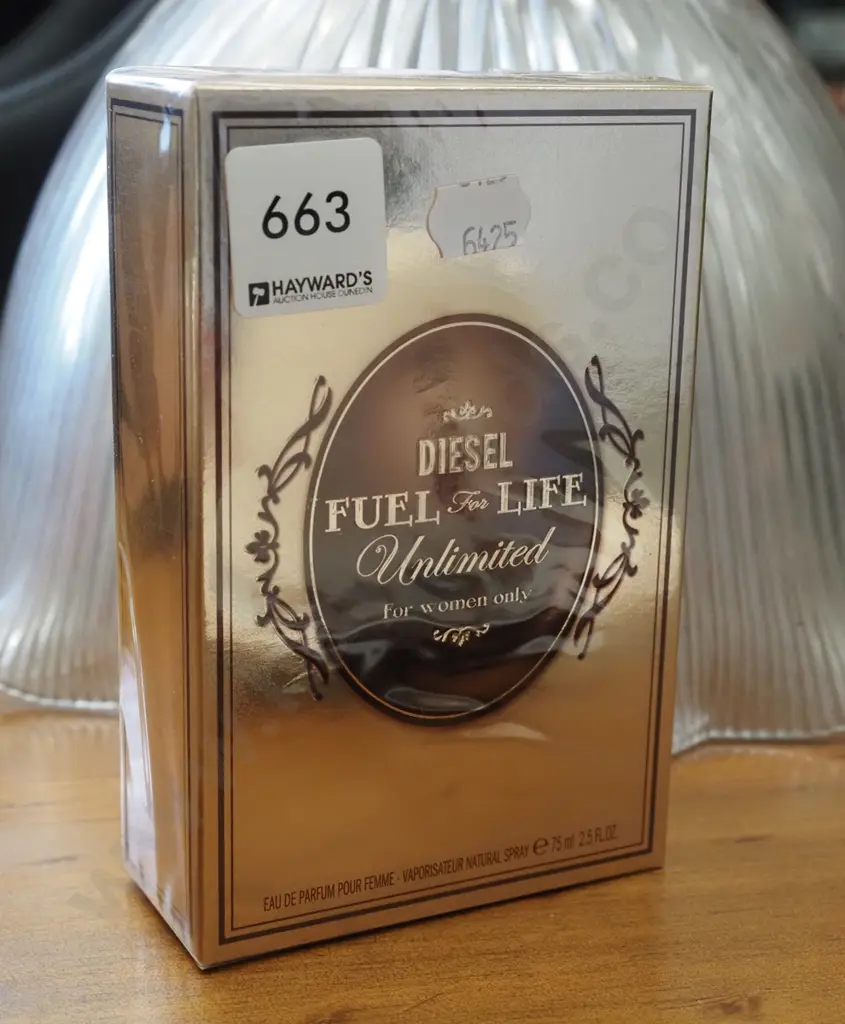 663
HAYWARD'S
AUCTION HOUSE DUNEDIN
6425
DIESEL
FUEL For LIFE
Unlimited
For women only
EAU DE PARFUM POUR FEMME - VAPORISATEUR NATURAL SPRAY ℮ 75 ml 2.5 FL.OZ.